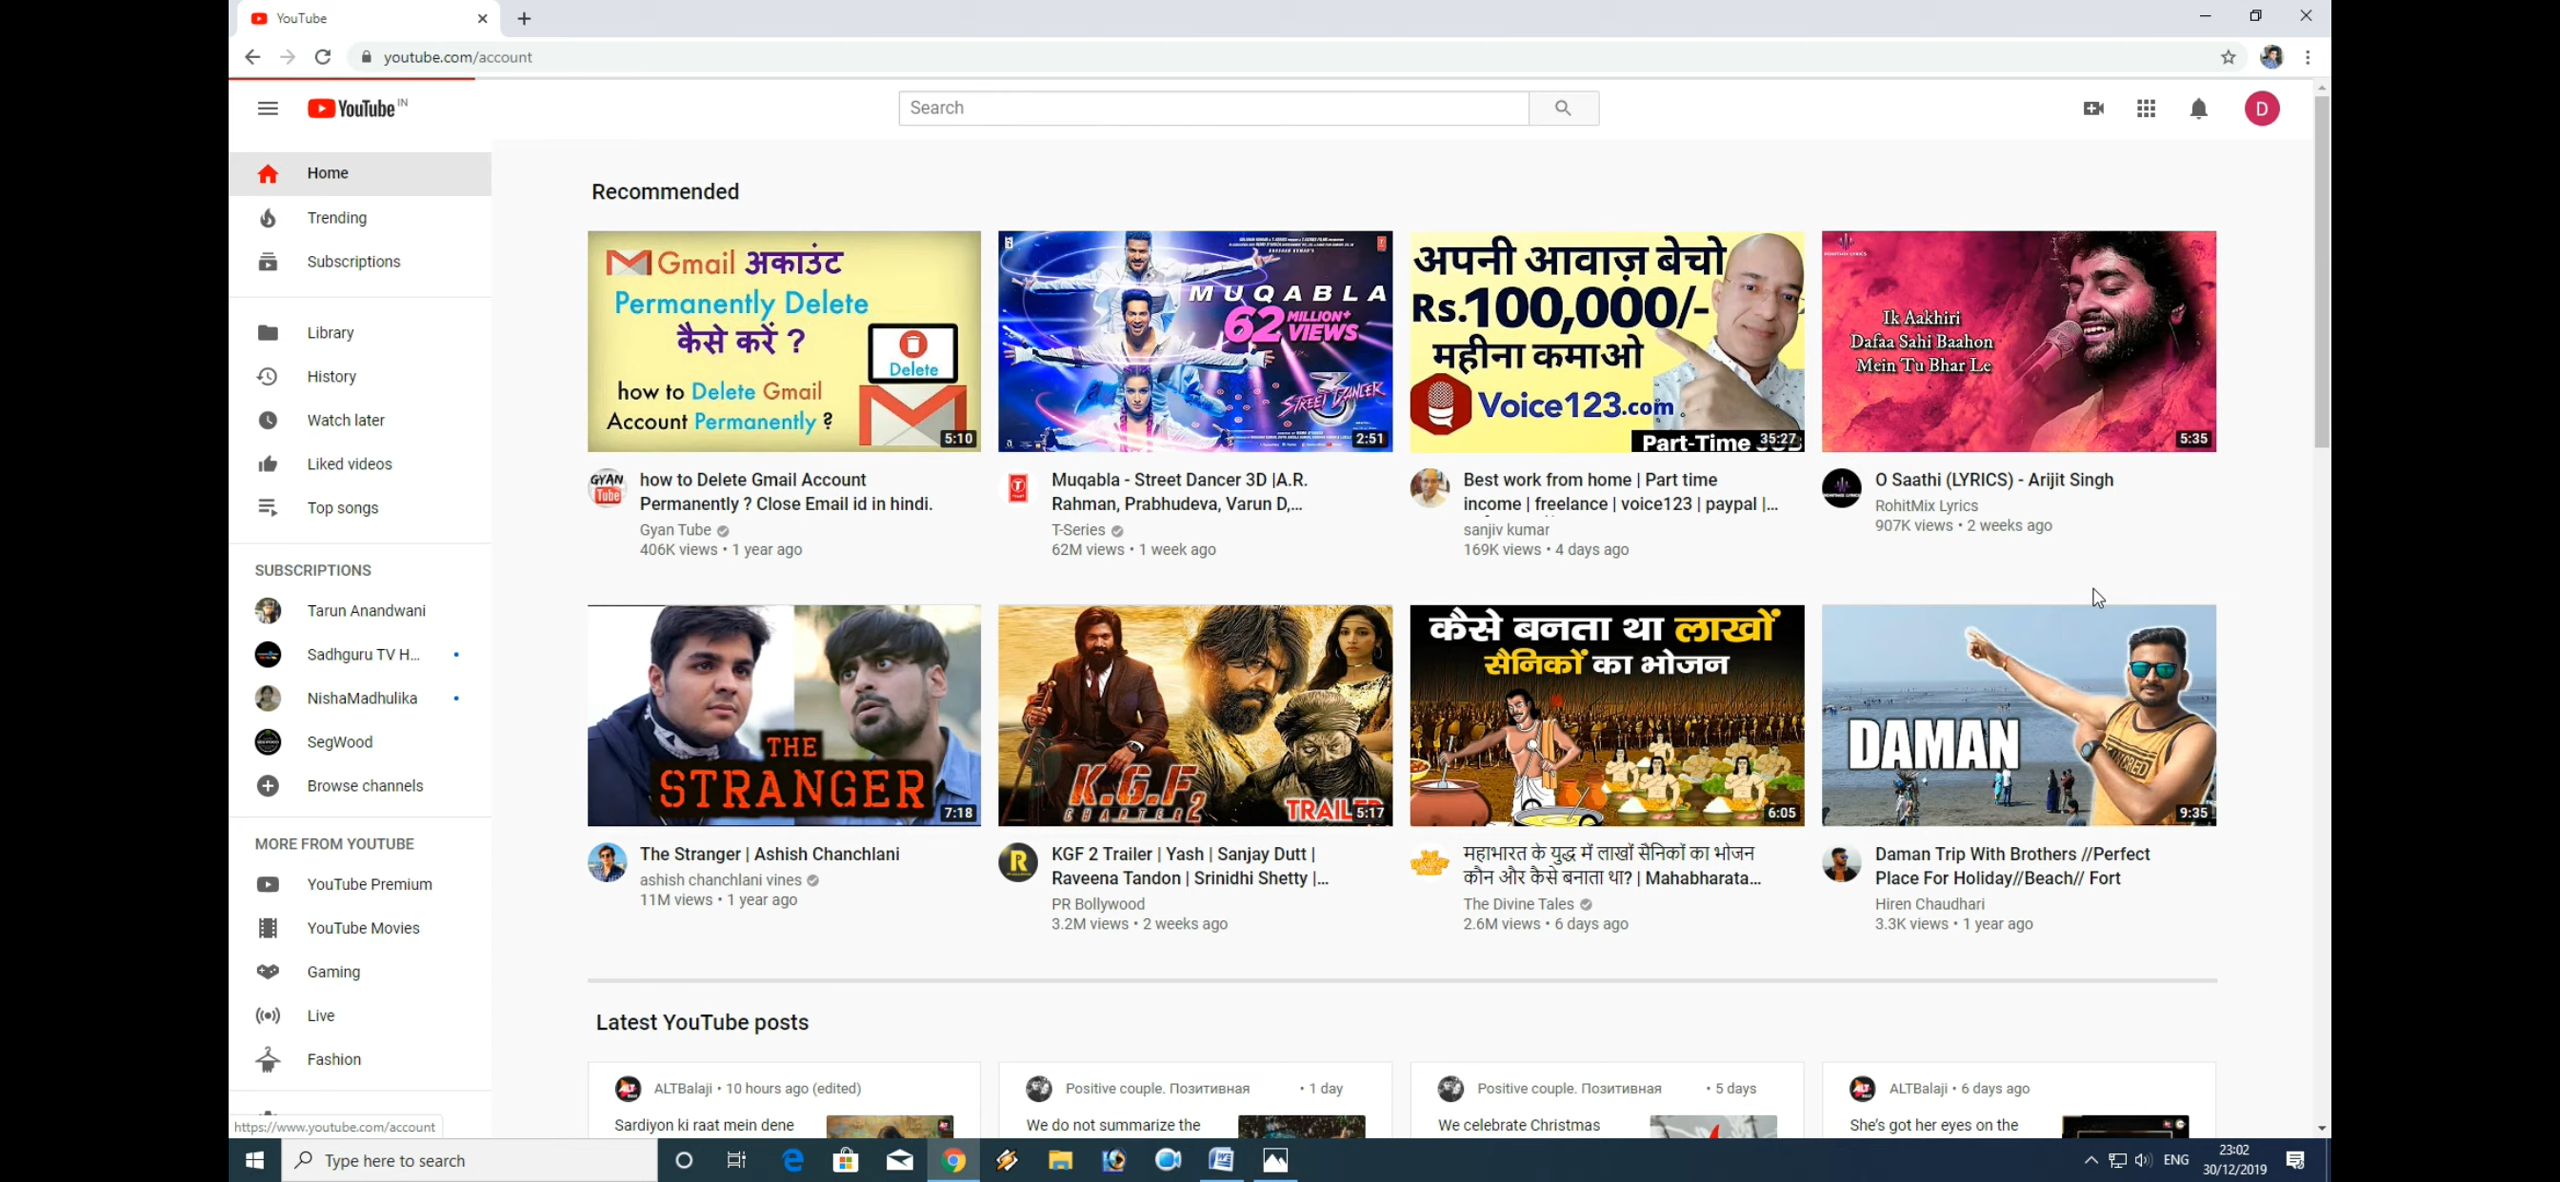 YouTube
youtube.com/account
YouTube IN
Search
D
Home
Trending
Subscriptions
Library
History
Watch later
Liked videos
Top songs
SUBSCRIPTIONS
Tarun Anandwani
Sadhguru TV H...
NishaMadhulika
SegWood
Browse channels
MORE FROM YOUTUBE
YouTube Premium
YouTube Movies
Gaming
Live
Fashion
https://www.youtube.com/account
Recommended
Gmail अकाउंट
Permanently Delete
कैसे करें ?
Delete
how to Delete Gmail
Account Permanently ?
5:10
GYAN
Tube
how to Delete Gmail Account
Permanently ? Close Email id in hindi.
Gyan Tube
406K views • 1 year ago
MUQABLA
62 MILLION+
VIEWS
STREET DANCER 3
2:51
Muqabla - Street Dancer 3D |A.R.
Rahman, Prabhudeva, Varun D,...
T-Series
62M views • 1 week ago
अपनी आवाज़ बेचो
Rs.100,000/-
महीना कमाओ
Voice123.com
Part-Time JOB
35:27
Best work from home | Part time
income | freelance | voice123 | paypal |...
sanjiv kumar
169K views • 4 days ago
Ik Aakhiri
Dafaa Sahi Baahon
Mein Tu Bhar Le
5:35
O Saathi (LYRICS) - Arijit Singh
RohitMix Lyrics
907K views • 2 weeks ago
THE
STRANGER
7:18
The Stranger | Ashish Chanchlani
ashish chanchlani vines
11M views • 1 year ago
K.G.F
CHAPTER 2
TRAILER
5:17
R
KGF 2 Trailer | Yash | Sanjay Dutt |
Raveena Tandon | Srinidhi Shetty |...
PR Bollywood
3.2M views • 2 weeks ago
कैसे बनता था लाखों
सैनिकों का भोजन
6:05
महाभारत के युद्ध में लाखों सैनिकों का भोजन
कौन और कैसे बनाता था? | Mahabharata...
The Divine Tales
2.6M views • 6 days ago
DAMAN
9:35
Daman Trip With Brothers //Perfect
Place For Holiday//Beach// Fort
Hiren Chaudhari
3.3K views • 1 year ago
Latest YouTube posts
ALTBalaji • 10 hours ago (edited)
Sardiyon ki raat mein dene
Positive couple. Позитивная • 1 day
We do not summarize the
Positive couple. Позитивная • 5 days
We celebrate Christmas
ALTBalaji • 6 days ago
She's got her eyes on the
Type here to search
ENG
23:02
30/12/2019